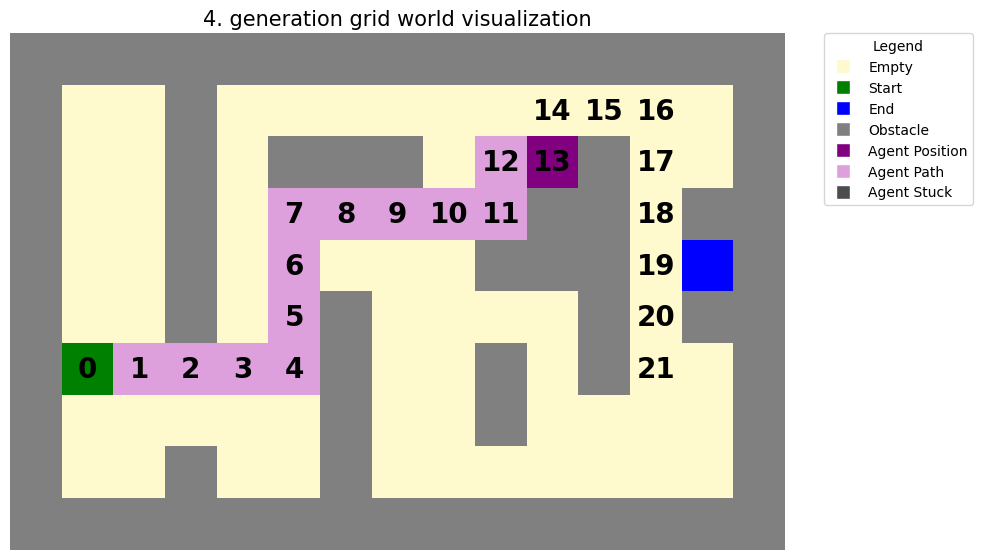 4. generation grid world visualization
14 15 16
12 13 17
7 8 9 10 11 18
6 19
5 20
0 1 2 3 4 21
Legend
Empty
Start
End
Obstacle
Agent Position
Agent Path
Agent Stuck